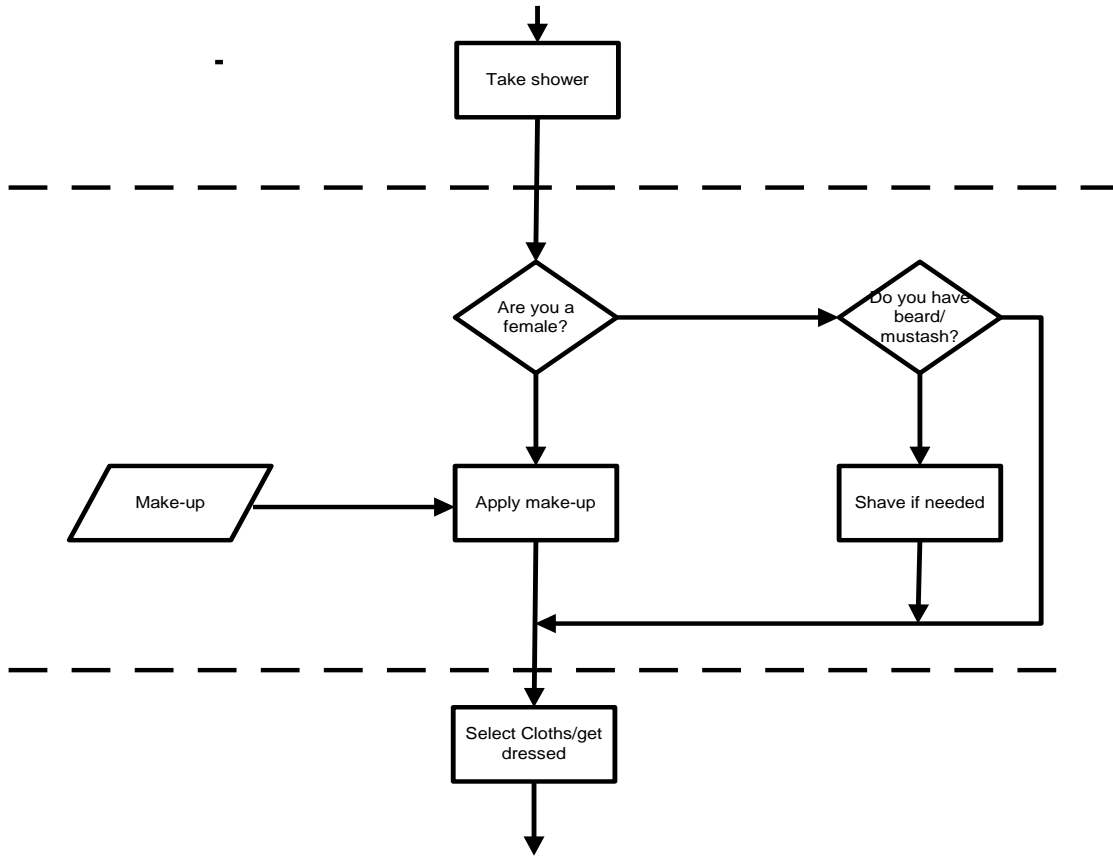 Take shower
Are you a
female?
Do you have
beard/
mustash?
Make-up
Apply make-up
Shave if needed
Select Cloths/get
dressed